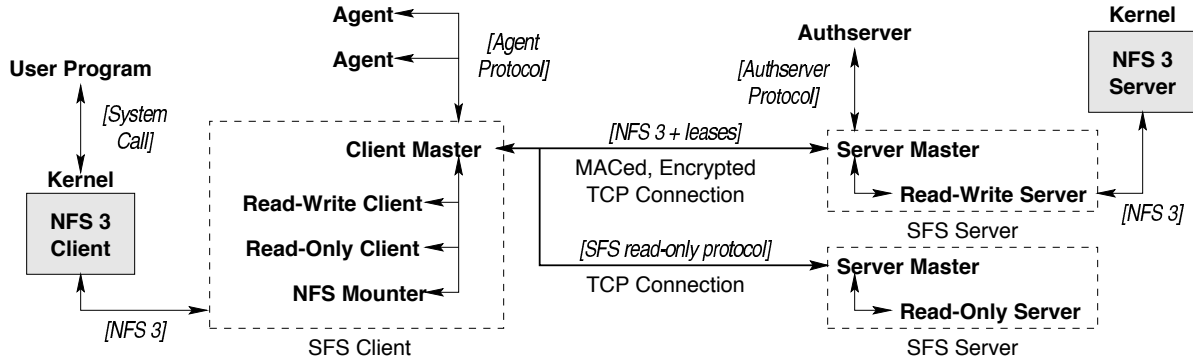 Agent
Agent
[Agent
Protocol]
User Program
[System
Call]
Kernel
NFS 3
Client
[NFS 3]
Client Master
Read-Write Client
Read-Only Client
NFS Mounter
SFS Client
[NFS 3 + leases]
MACed, Encrypted
TCP Connection
[SFS read-only protocol]
TCP Connection
Authserver
[Authserver
Protocol]
Server Master
Read-Write Server
SFS Server
Server Master
Read-Only Server
SFS Server
Kernel
NFS 3
Server
[NFS 3]